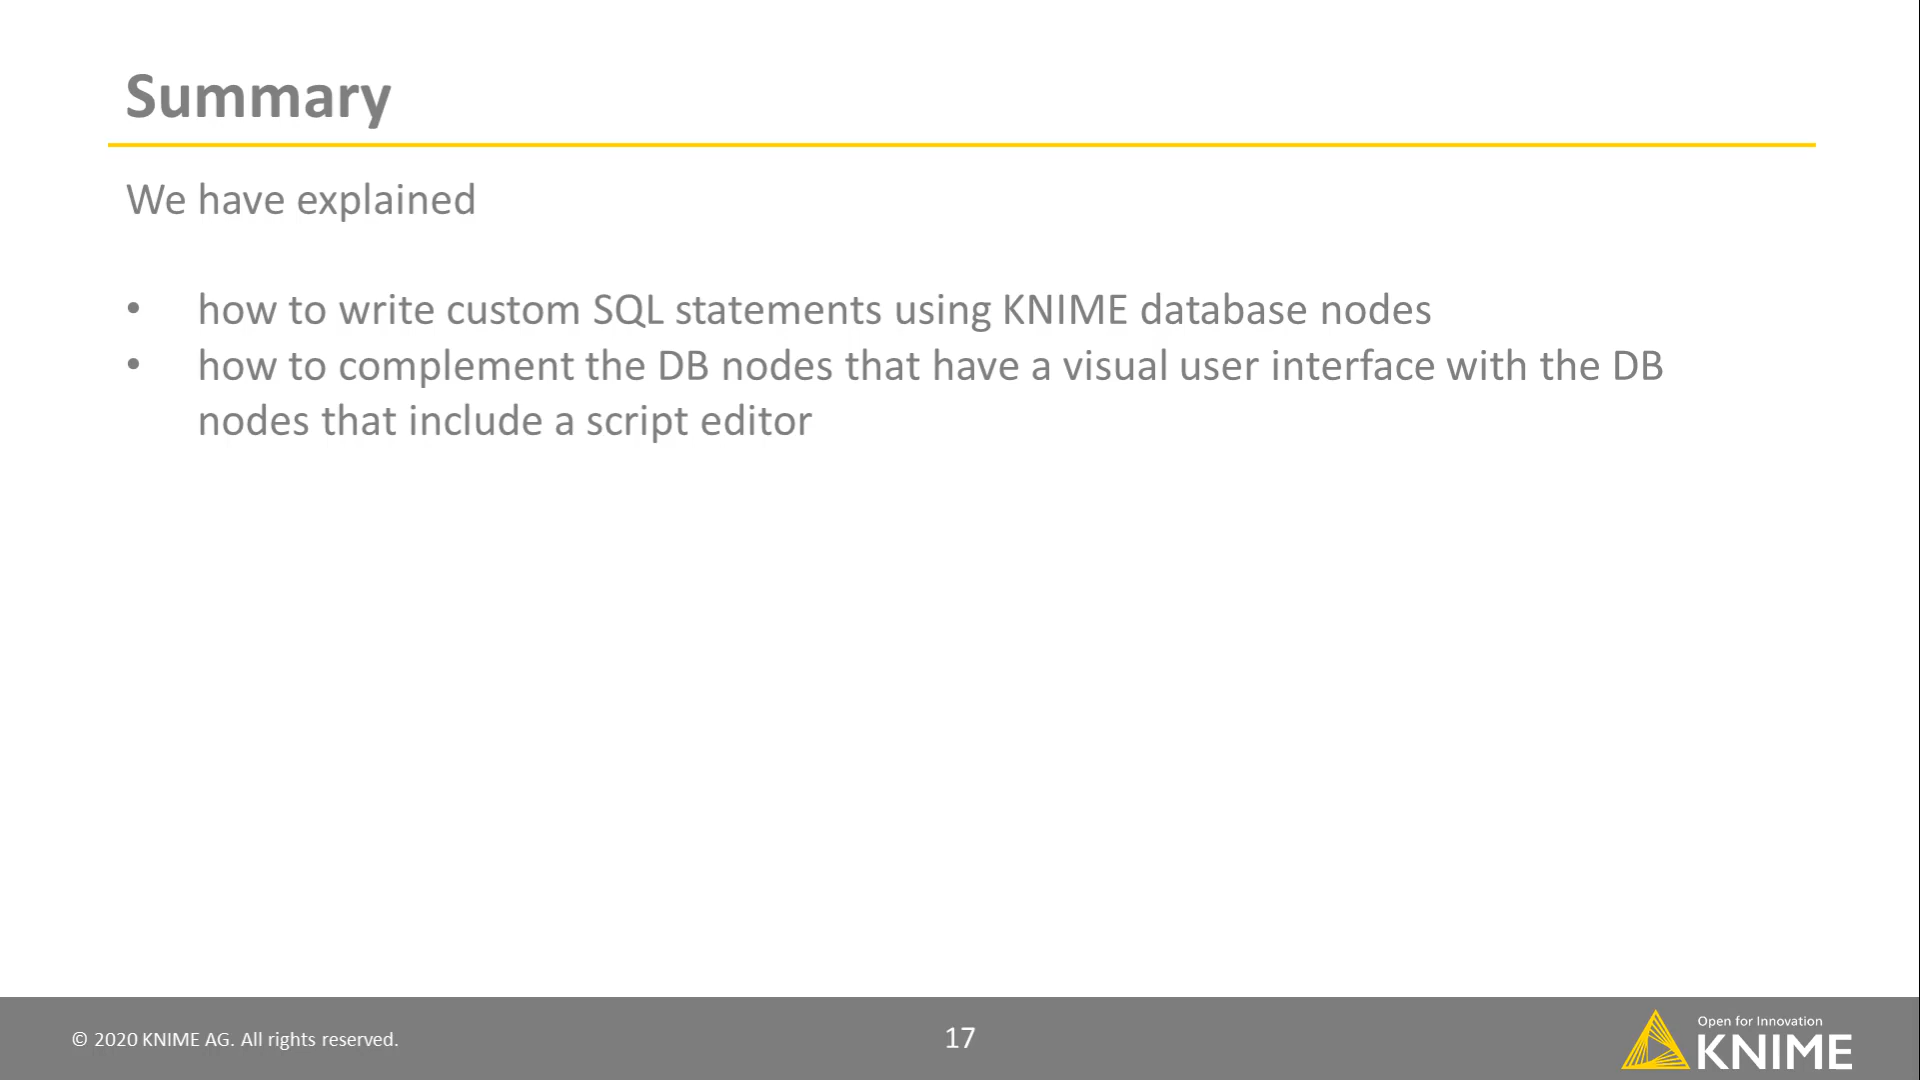 Summary
We have explained
• how to write custom SQL statements using KNIME database nodes
• how to complement the DB nodes that have a visual user interface with the DB
nodes that include a script editor
© 2020 KNIME AG. All rights reserved.
17
Open for Innovation
KNIME